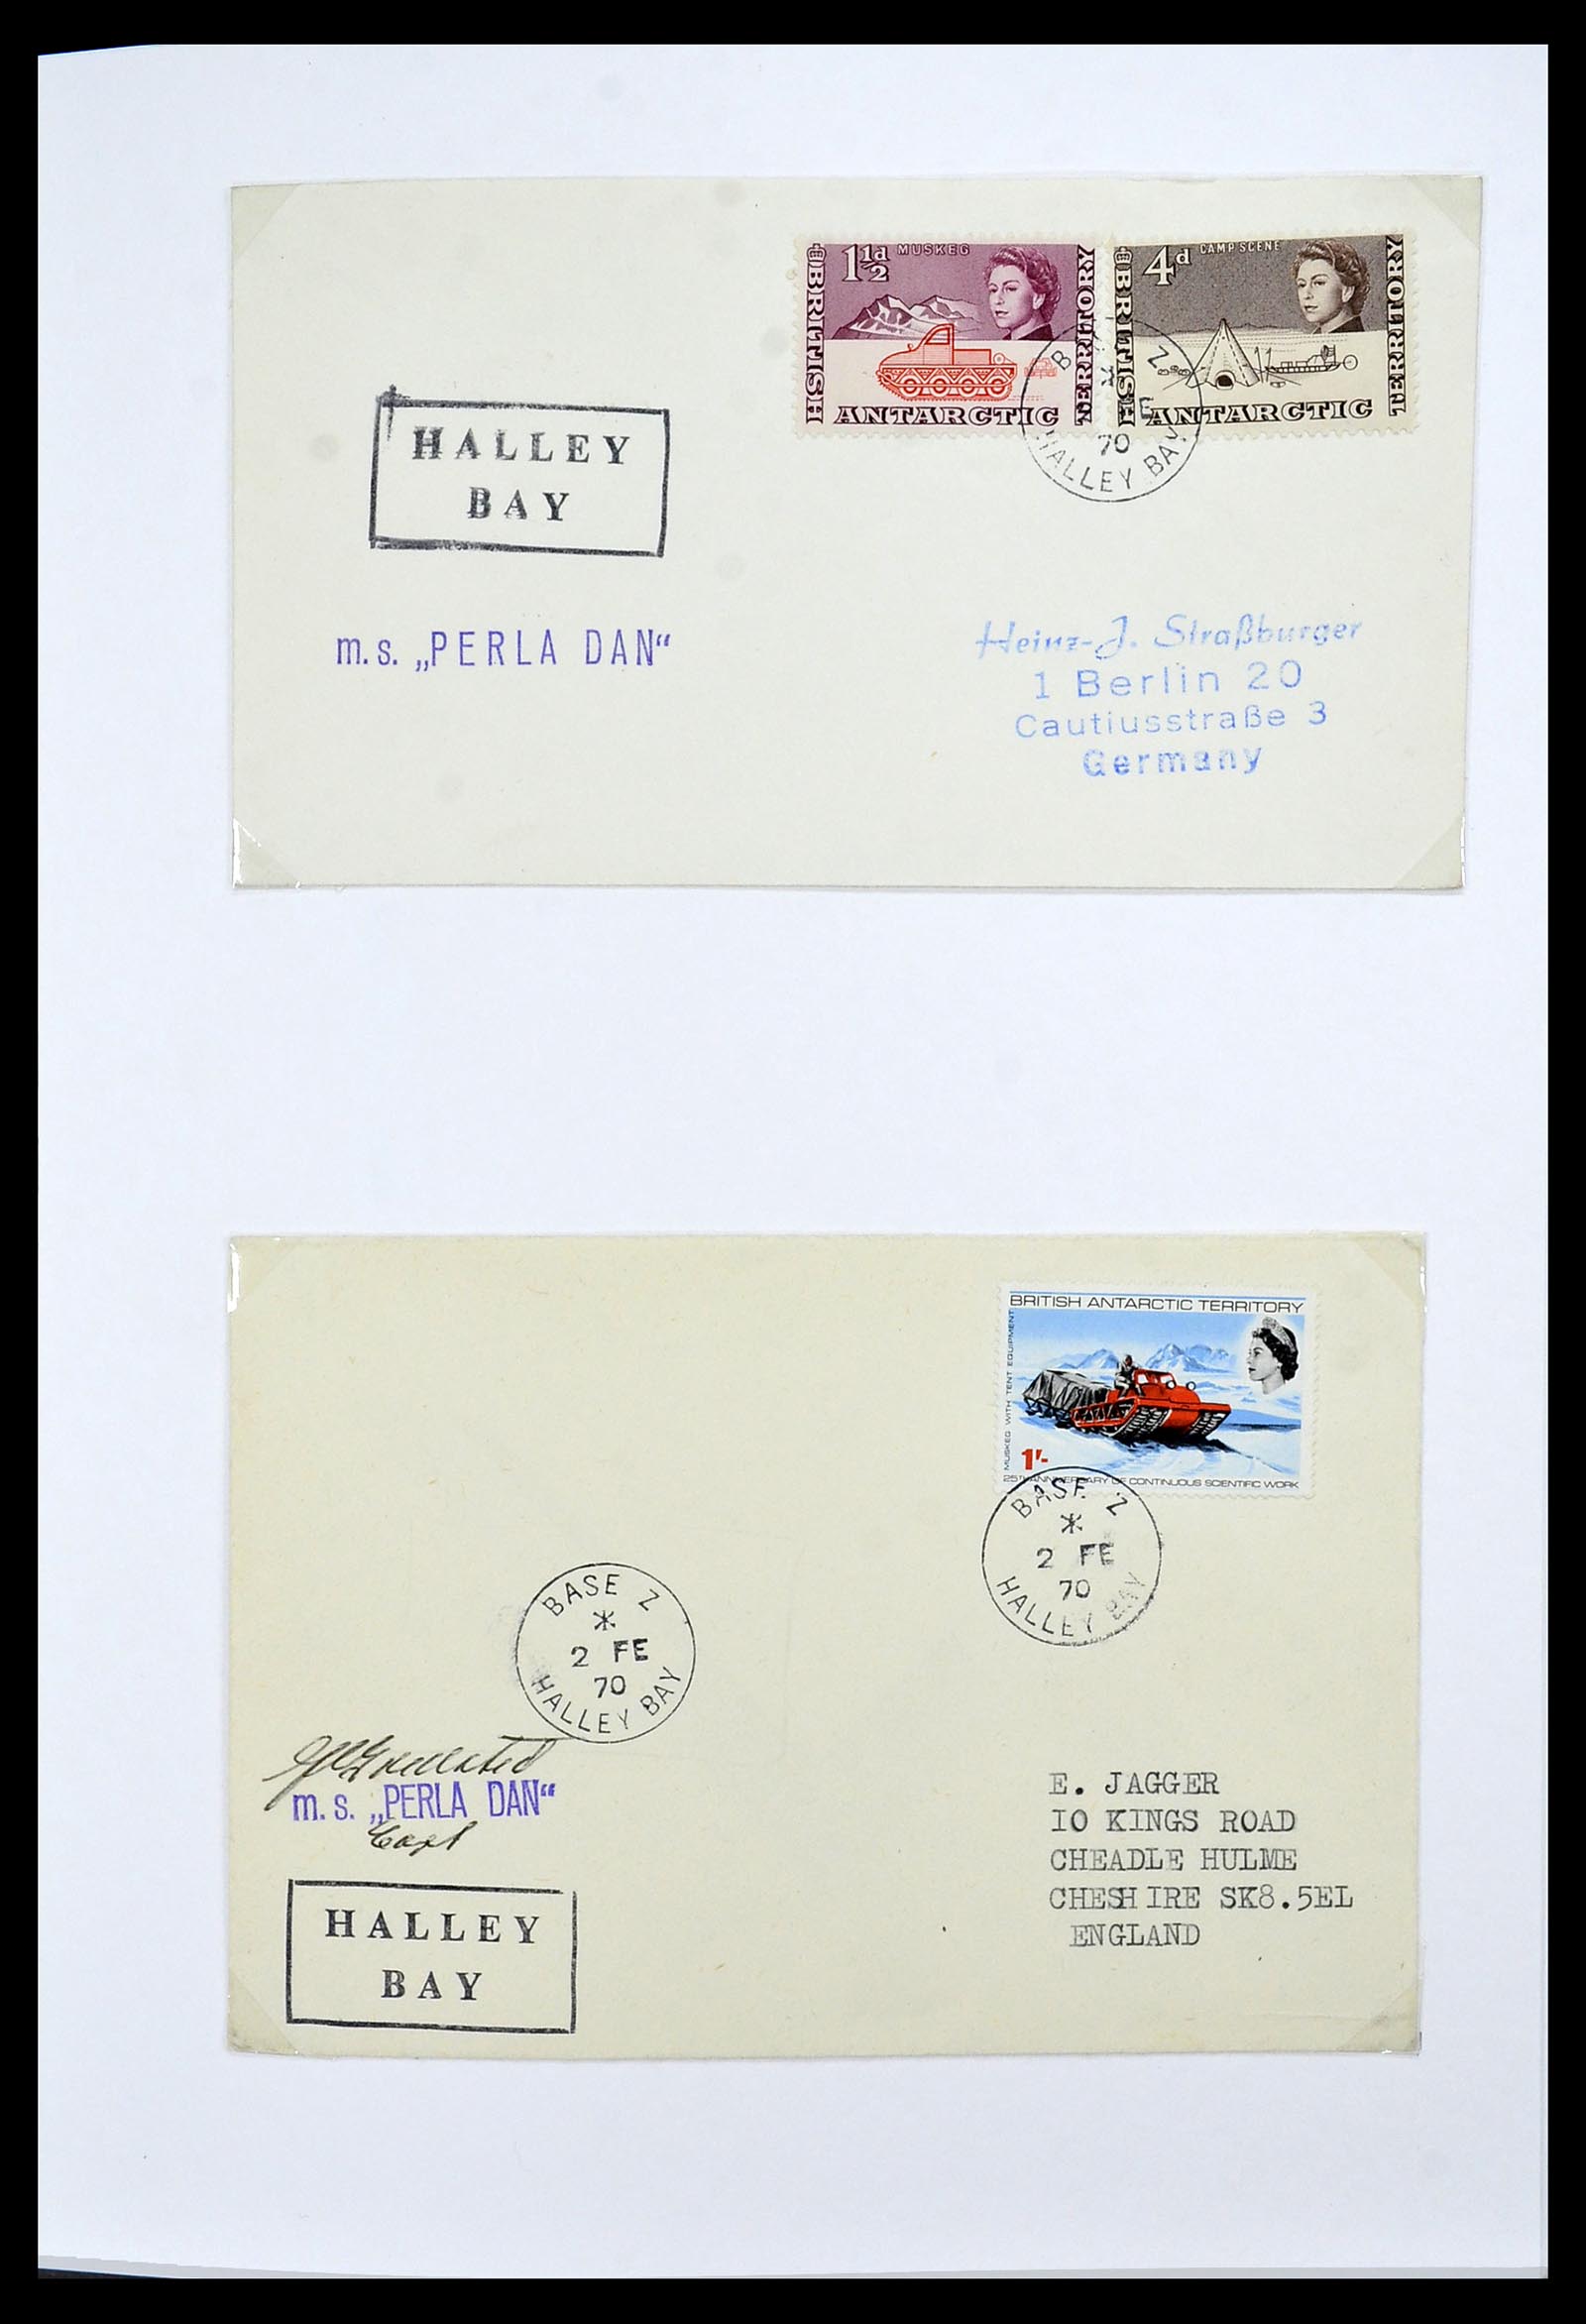 1½d MUSKEG
BRITISH
ANTARCTIC
TERRITORY
4d CAMP SCENE
BRITISH
ANTARCTIC
TERRITORY
Z
70
HALLEY BAY
HALLEY
BAY
m.s. „PERLA DAN“
Heinz-J. Straßburger
1 Berlin 20
Cautiusstraße 3
Germany
BRITISH ANTARCTIC TERRITORY
MUSKEG WITH TENT EQUIPMENT
1'-
25TH ANNIVERSARY OF CONTINUOUS SCIENTIFIC WORK
BASE Z
2 FE
70
HALLEY BAY
BASE Z
2 FE
70
HALLEY BAY
m.s. „PERLA DAN“
Capt
E. JAGGER
10 KINGS ROAD
CHEADLE HULME
CHESHIRE SK8.5EL
ENGLAND
HALLEY
BAY